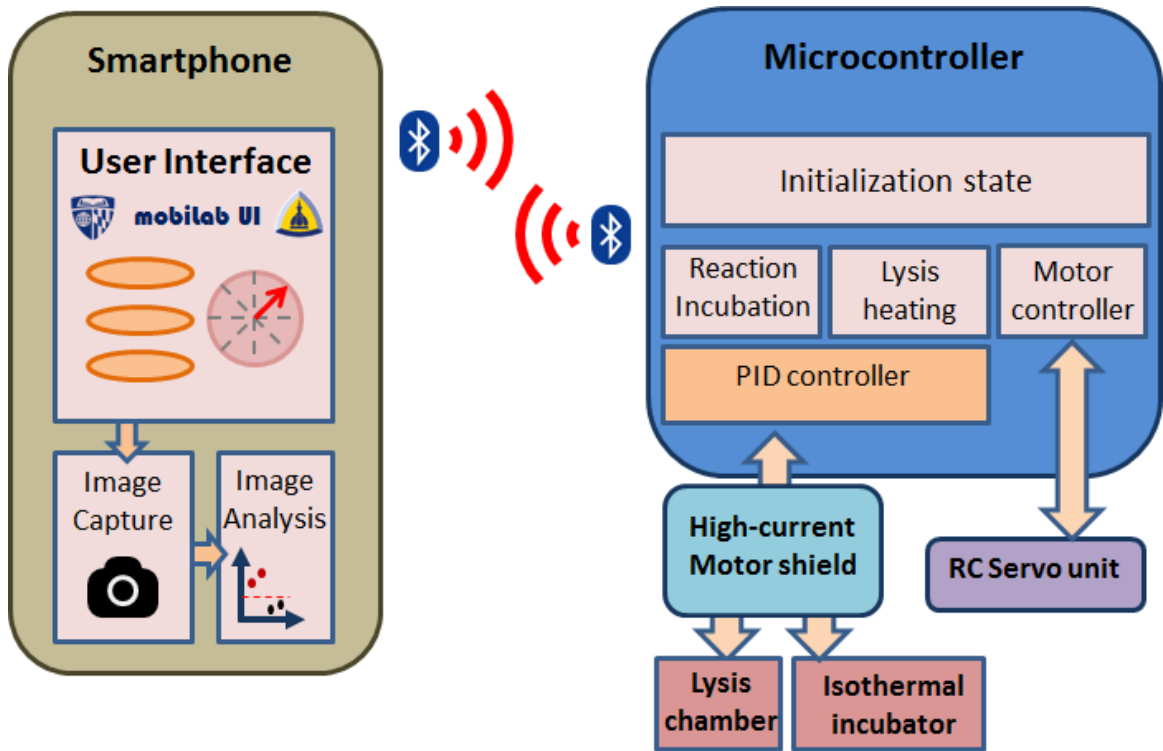 Smartphone
User Interface
mobiLab UI
Image
Capture
Image
Analysis
Microcontroller
Initialization state
Reaction
Incubation
Lysis
heating
Motor
controller
PID controller
High-current
Motor shield
RC Servo unit
Lysis
chamber
Isothermal
incubator